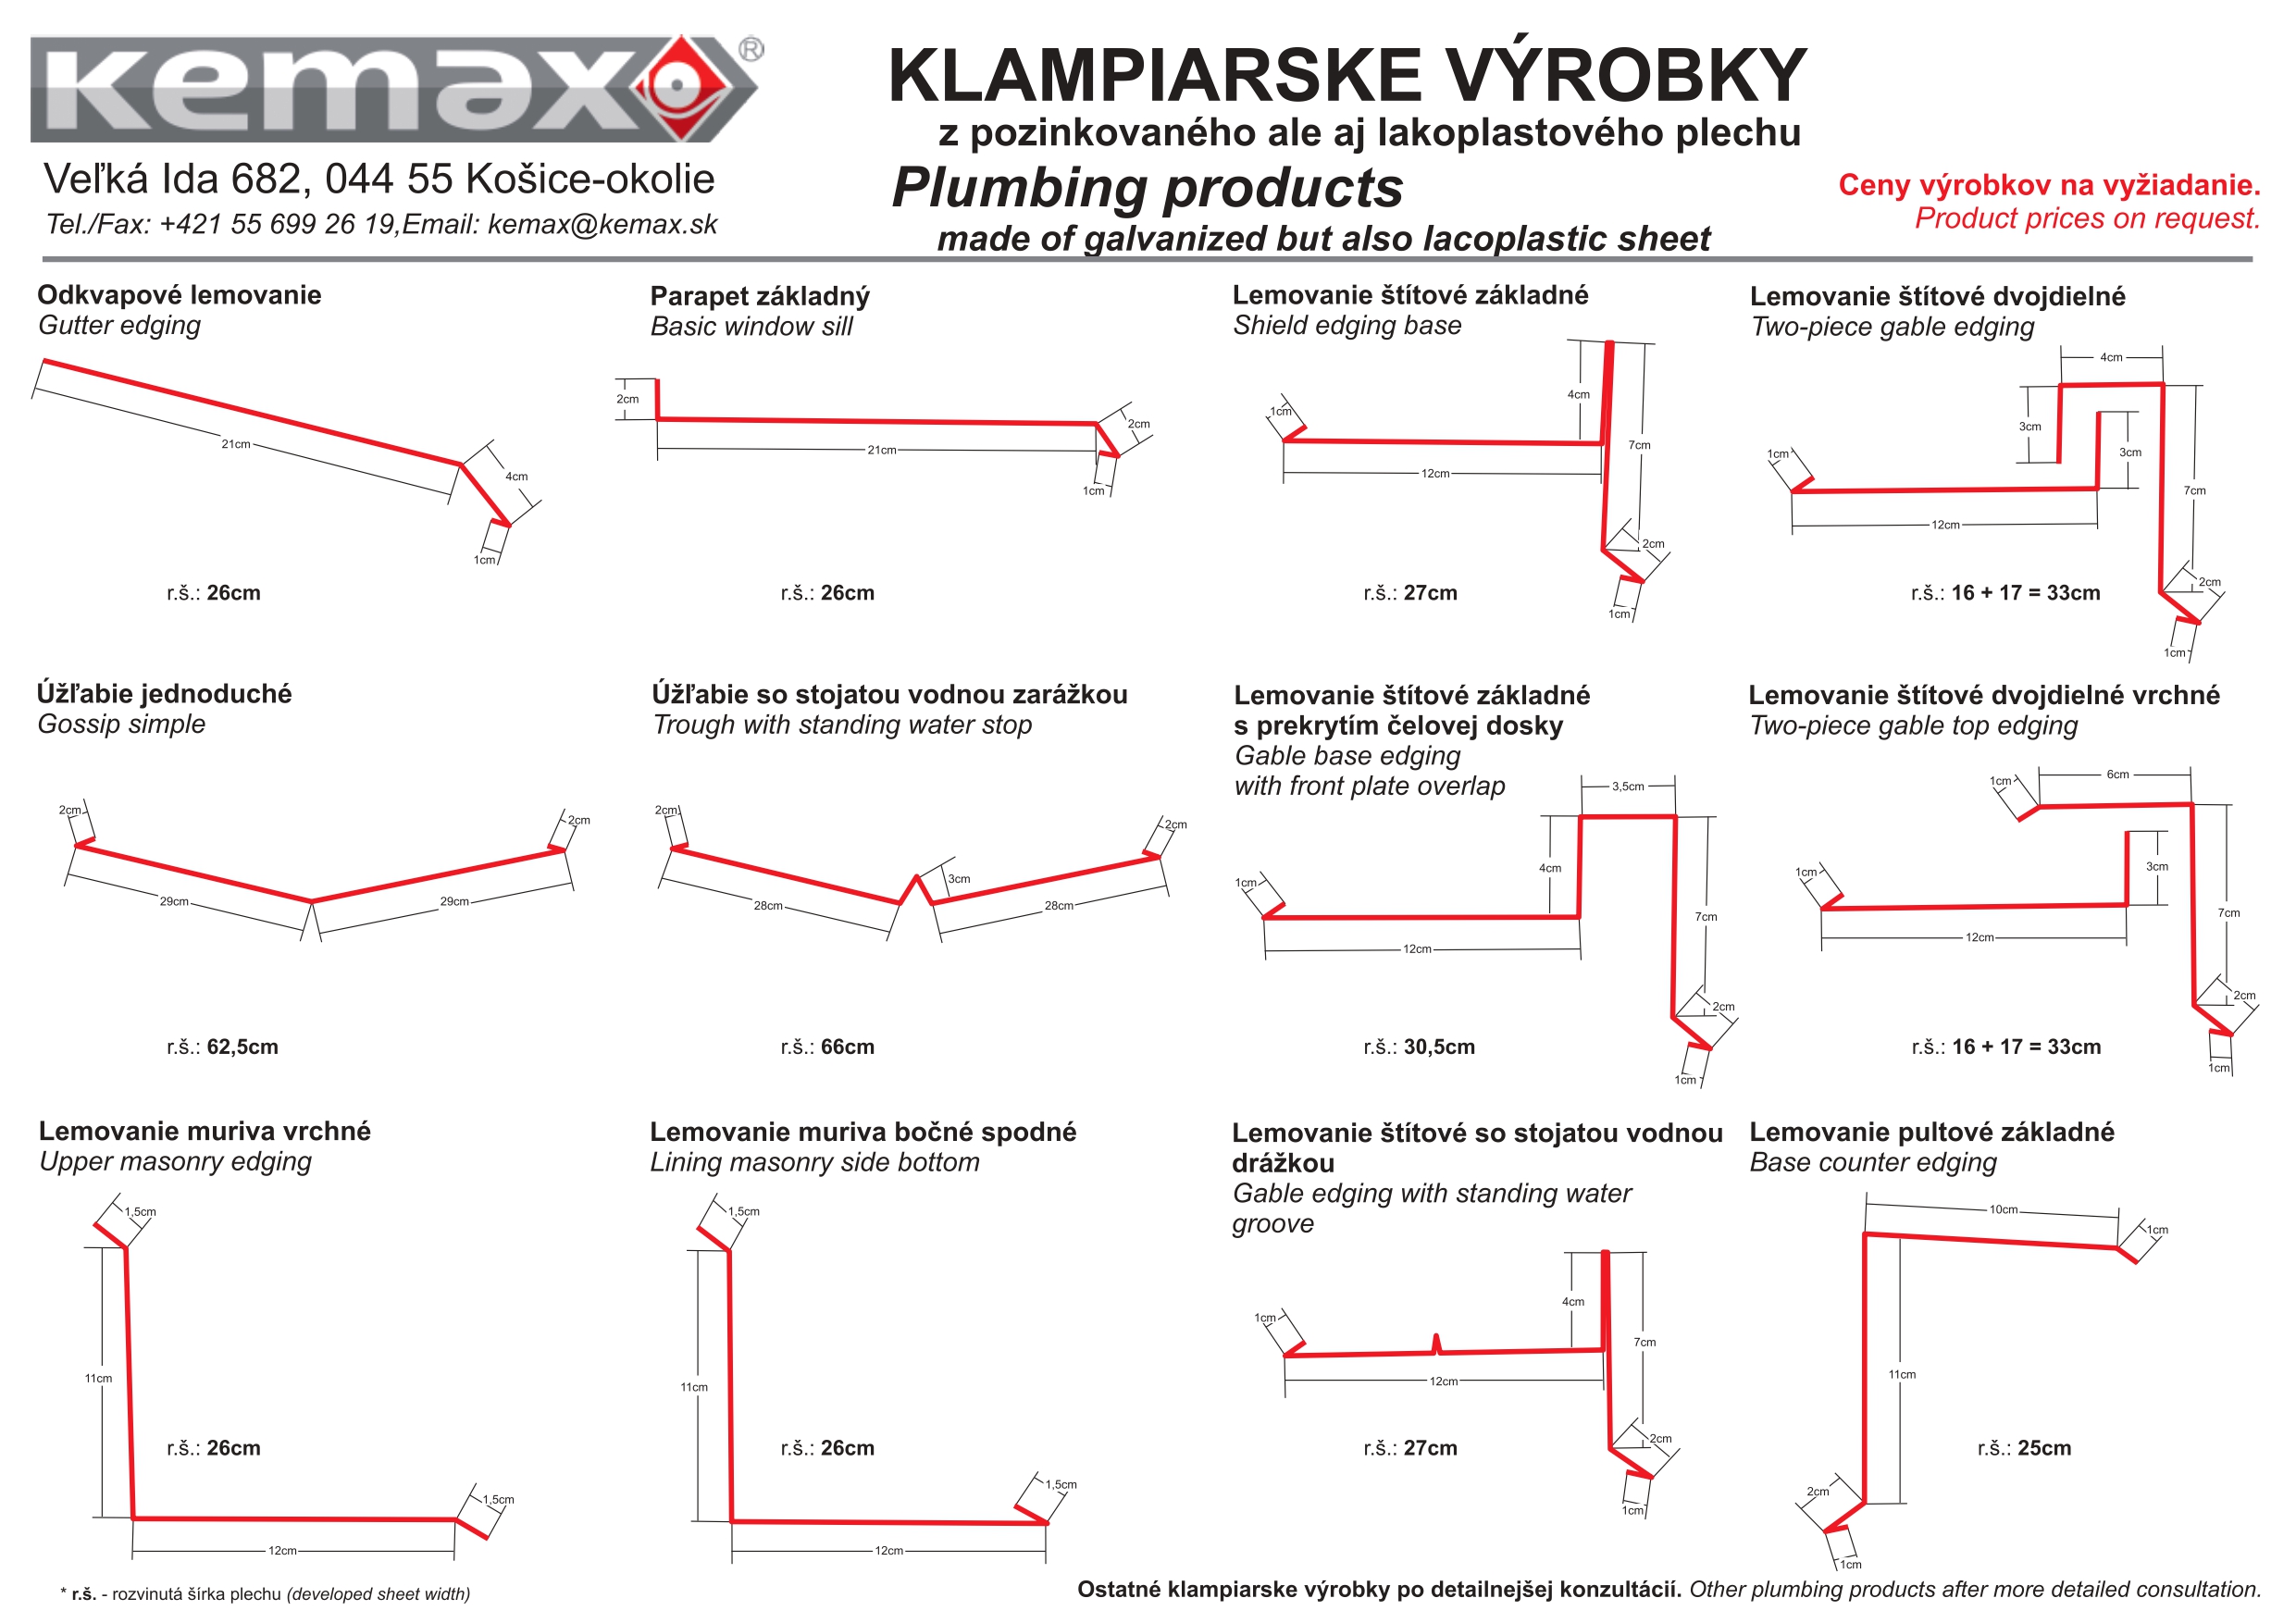 kemax ®
Veľká Ida 682, 044 55 Košice-okolie
Tel./Fax: +421 55 699 26 19,Email: kemax@kemax.sk
KLAMPIARSKE VÝROBKY
z pozinkovaného ale aj lakoplastového plechu
Plumbing products
made of galvanized but also lacoplastic sheet
Ceny výrobkov na vyžiadanie.
Product prices on request.
Odkvapové lemovanie
Gutter edging
21cm
4cm
1cm
r.š.: 26cm
Parapet základný
Basic window sill
2cm
21cm
2cm
1cm
r.š.: 26cm
Lemovanie štítové základné
Shield edging base
1cm
4cm
7cm
12cm
2cm
1cm
r.š.: 27cm
Lemovanie štítové dvojdielné
Two-piece gable edging
4cm
3cm
3cm
1cm
7cm
12cm
2cm
1cm
r.š.: 16 + 17 = 33cm
Úžľabie jednoduché
Gossip simple
2cm
2cm
29cm
29cm
r.š.: 62,5cm
Úžľabie so stojatou vodnou zarážkou
Trough with standing water stop
2cm
2cm
3cm
28cm
28cm
r.š.: 66cm
Lemovanie štítové základné
s prekrytím čelovej dosky
Gable base edging
with front plate overlap
3,5cm
4cm
1cm
7cm
12cm
2cm
1cm
r.š.: 30,5cm
Lemovanie štítové dvojdielné vrchné
Two-piece gable top edging
1cm
6cm
3cm
1cm
7cm
12cm
2cm
1cm
r.š.: 16 + 17 = 33cm
Lemovanie muriva vrchné
Upper masonry edging
1,5cm
11cm
r.š.: 26cm
1,5cm
12cm
Lemovanie muriva bočné spodné
Lining masonry side bottom
1,5cm
11cm
r.š.: 26cm
1,5cm
12cm
Lemovanie štítové so stojatou vodnou
drážkou
Gable edging with standing water
groove
1cm
4cm
7cm
12cm
2cm
1cm
r.š.: 27cm
Lemovanie pultové základné
Base counter edging
10cm
1cm
11cm
r.š.: 25cm
2cm
1cm
* r.š. - rozvinutá šírka plechu (developed sheet width)
Ostatné klampiarske výrobky po detailnejšej konzultácií. Other plumbing products after more detailed consultation.